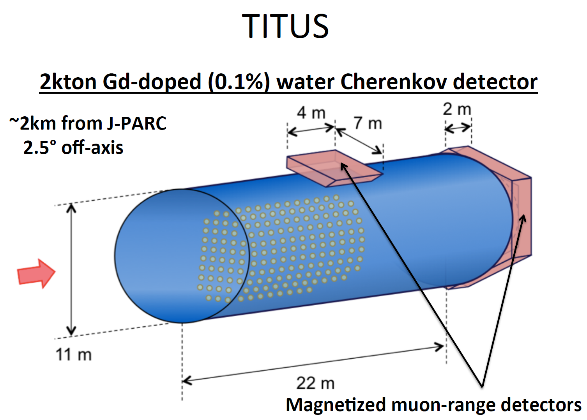 TITUS
2kton Gd-doped (0.1%) water Cherenkov detector
~2km from J-PARC
2.5° off-axis
4 m
7 m
2 m
11 m
22 m
Magnetized muon-range detectors